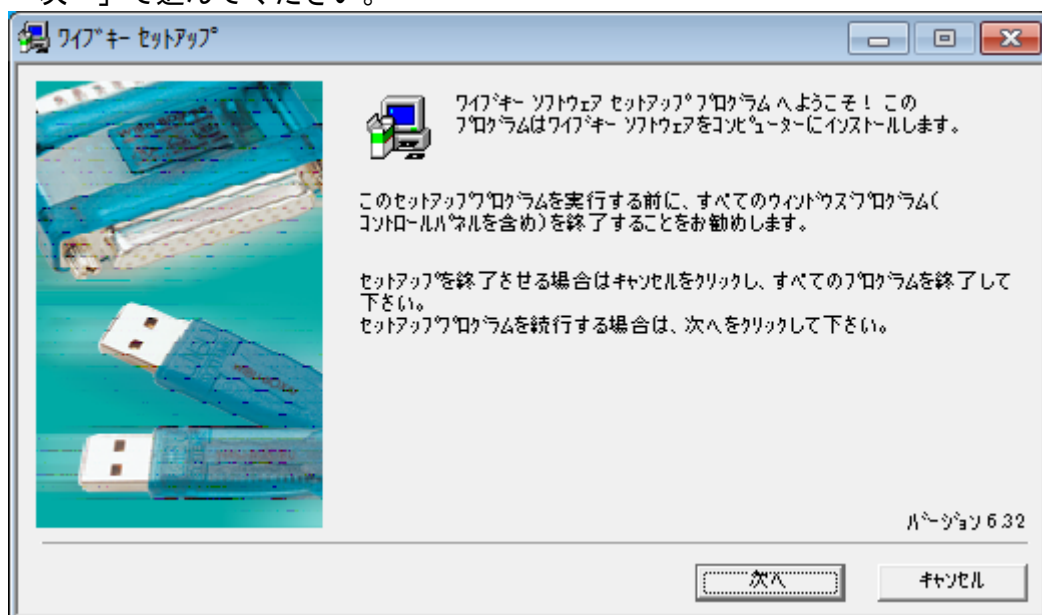 次へ」で進んでください。
ﾜｲﾌﾞｷｰ ｾｯﾄｱｯﾌﾟ
ﾜｲﾌﾞｷｰ ｿﾌﾄｳｪｱ ｾｯﾄｱｯﾌﾟﾌﾟﾛｸﾞﾗﾑ へようこそ！ この
ﾌﾟﾛｸﾞﾗﾑはﾜｲﾌﾞｷｰ ｿﾌﾄｳｪｱをｺﾝﾋﾟｭｰﾀｰにｲﾝｽﾄｰﾙします。
このｾｯﾄｱｯﾌﾟﾌﾟﾛｸﾞﾗﾑを実行する前に、すべてのｳｨﾝﾄﾞｳｽﾞﾌﾟﾛｸﾞﾗﾑ(
ｺﾝﾄﾛｰﾙﾊﾟﾈﾙを含め)を終了することをお勧めします。
ｾｯﾄｱｯﾌﾟを終了させる場合はｷｬﾝｾﾙをｸﾘｯｸし、すべてのﾌﾟﾛｸﾞﾗﾑを終了して
下さい。
ｾｯﾄｱｯﾌﾟﾌﾟﾛｸﾞﾗﾑを続行する場合は、次へをｸﾘｯｸして下さい。
ﾊﾞｰｼﾞｮﾝ 6.32
次へ
ｷｬﾝｾﾙ